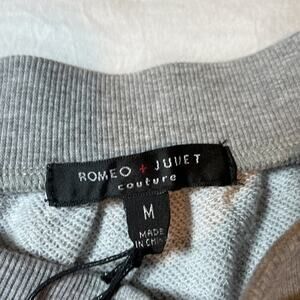 ROMEO + JULIET
couture
M
MADE
IN CHINA